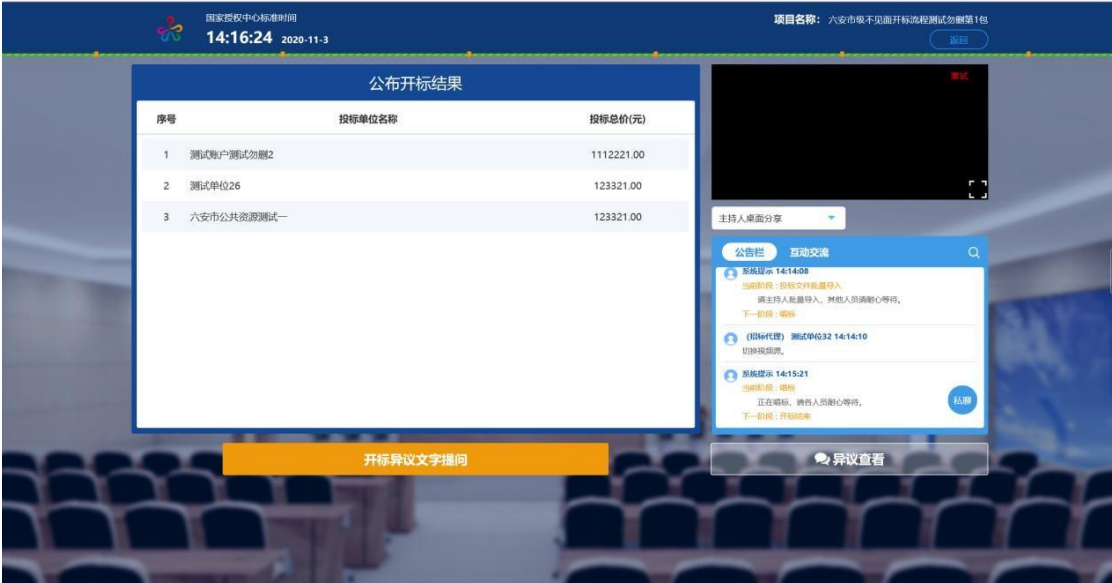 国家授权中心标准时间
14:16:24 2020-11-3
项目名称： 六安市级不见面开标流程测试勿删第1包
返回
公布开标结果
序号 投标单位名称 投标总价(元)
1 测试账户测试勿删2 1112221.00
2 测试单位26 123321.00
3 六安市公共资源测试一 123321.00
测试
主持人桌面分享
公告栏 互动交流
系统提示 14:14:08
当前阶段：投标文件批量导入
请主持人批量导入，其他人员请耐心等待。
下一阶段：唱标
（招标代理） 测试单位32 14:14:10
切换视频源。
系统提示 14:15:21
当前阶段：唱标
正在唱标，请各人员耐心等待。
下一阶段：开标结束
私聊
开标异议文字提问
异议查看